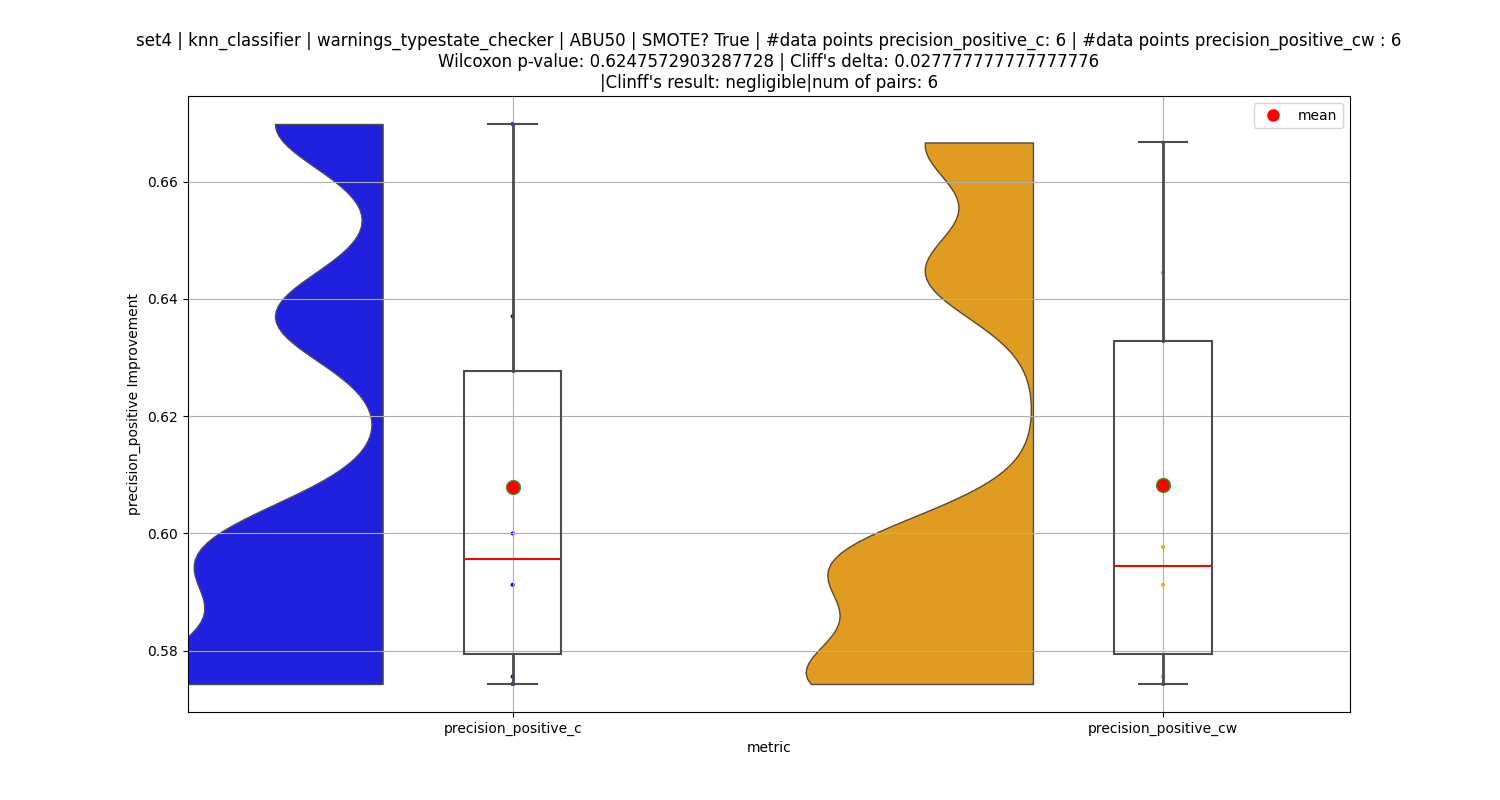 set4 | knn_classifier | warnings_typestate_checker | ABU50 | SMOTE? True | #data points precision_positive_c: 6 | #data points precision_positive_cw : 6
Wilcoxon p-value: 0.6247572903287728 | Cliff's delta: 0.027777777777777776
|Clinff's result: negligible|num of pairs: 6
mean
0.66
0.64
0.62
0.60
0.58
precision_positive Improvement
precision_positive_c
precision_positive_cw
metric